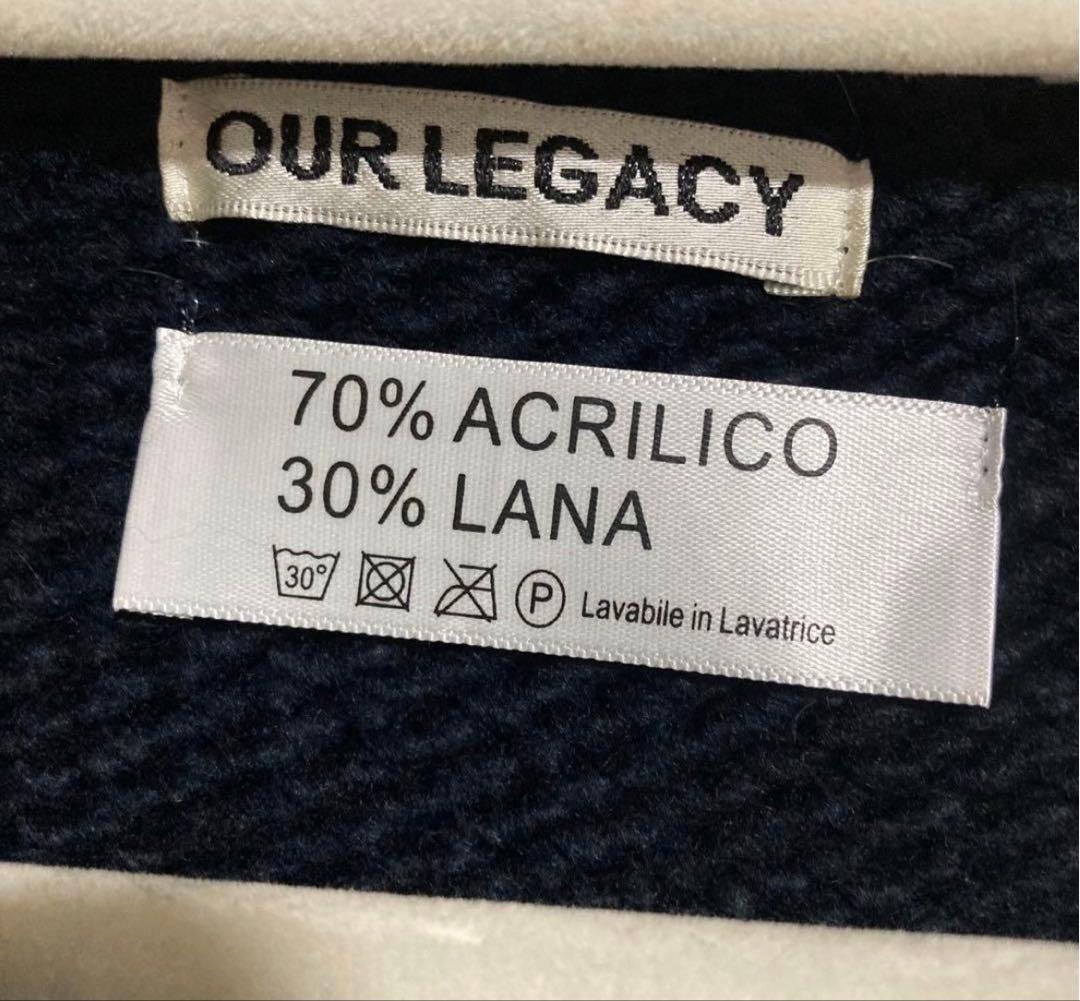 OUR LEGACY
70% ACRILICO
30% LANA
30° P Lavabile in Lavatrice